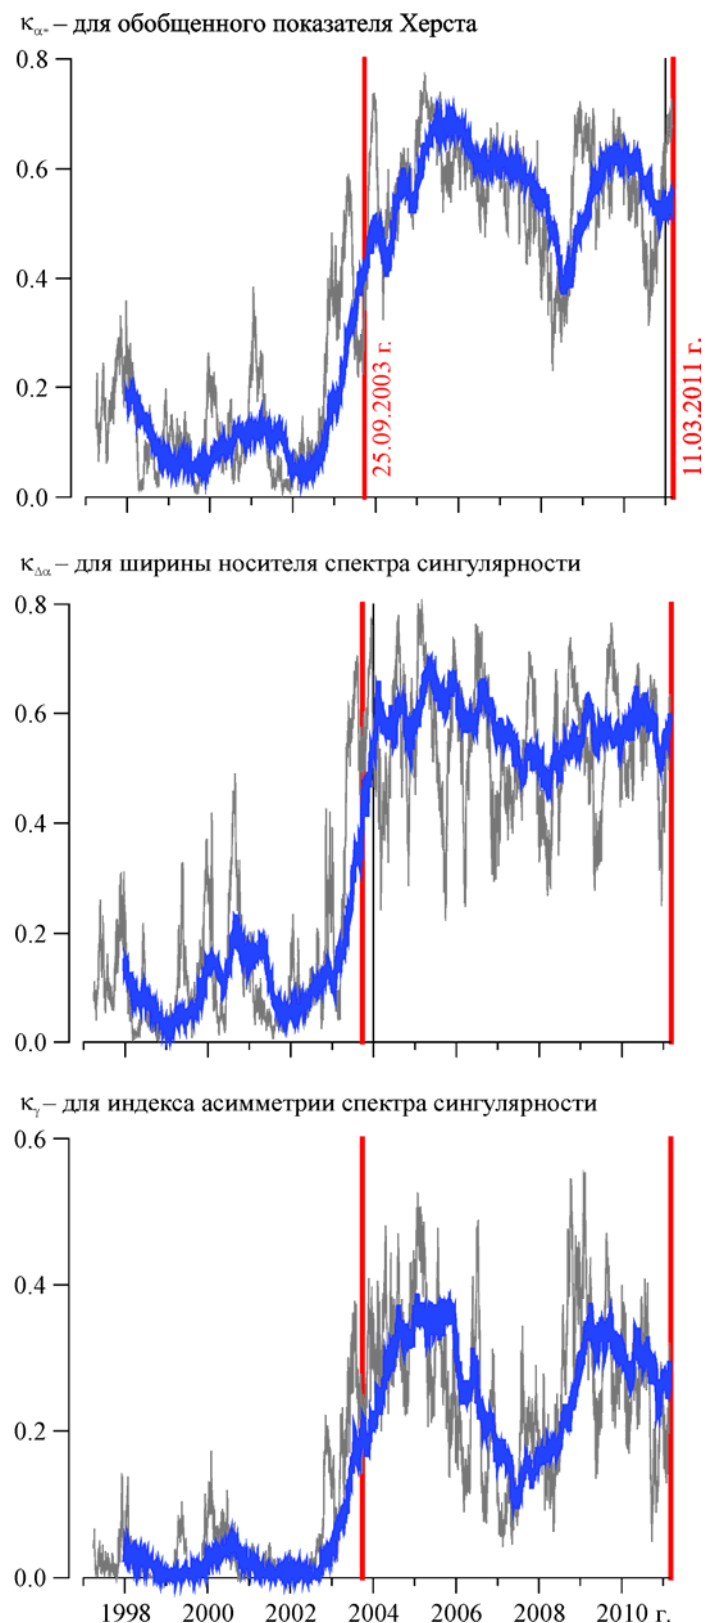 κα* – для обобщенного показателя Херста
0.8
0.6
0.4
0.2
0.0
25.09.2003 г.
11.03.2011 г.
κΔα – для ширины носителя спектра сингулярности
0.8
0.6
0.4
0.2
0.0
κγ – для индекса асимметрии спектра сингулярности
0.6
0.4
0.2
0.0
1998 2000 2002 2004 2006 2008 2010 г.